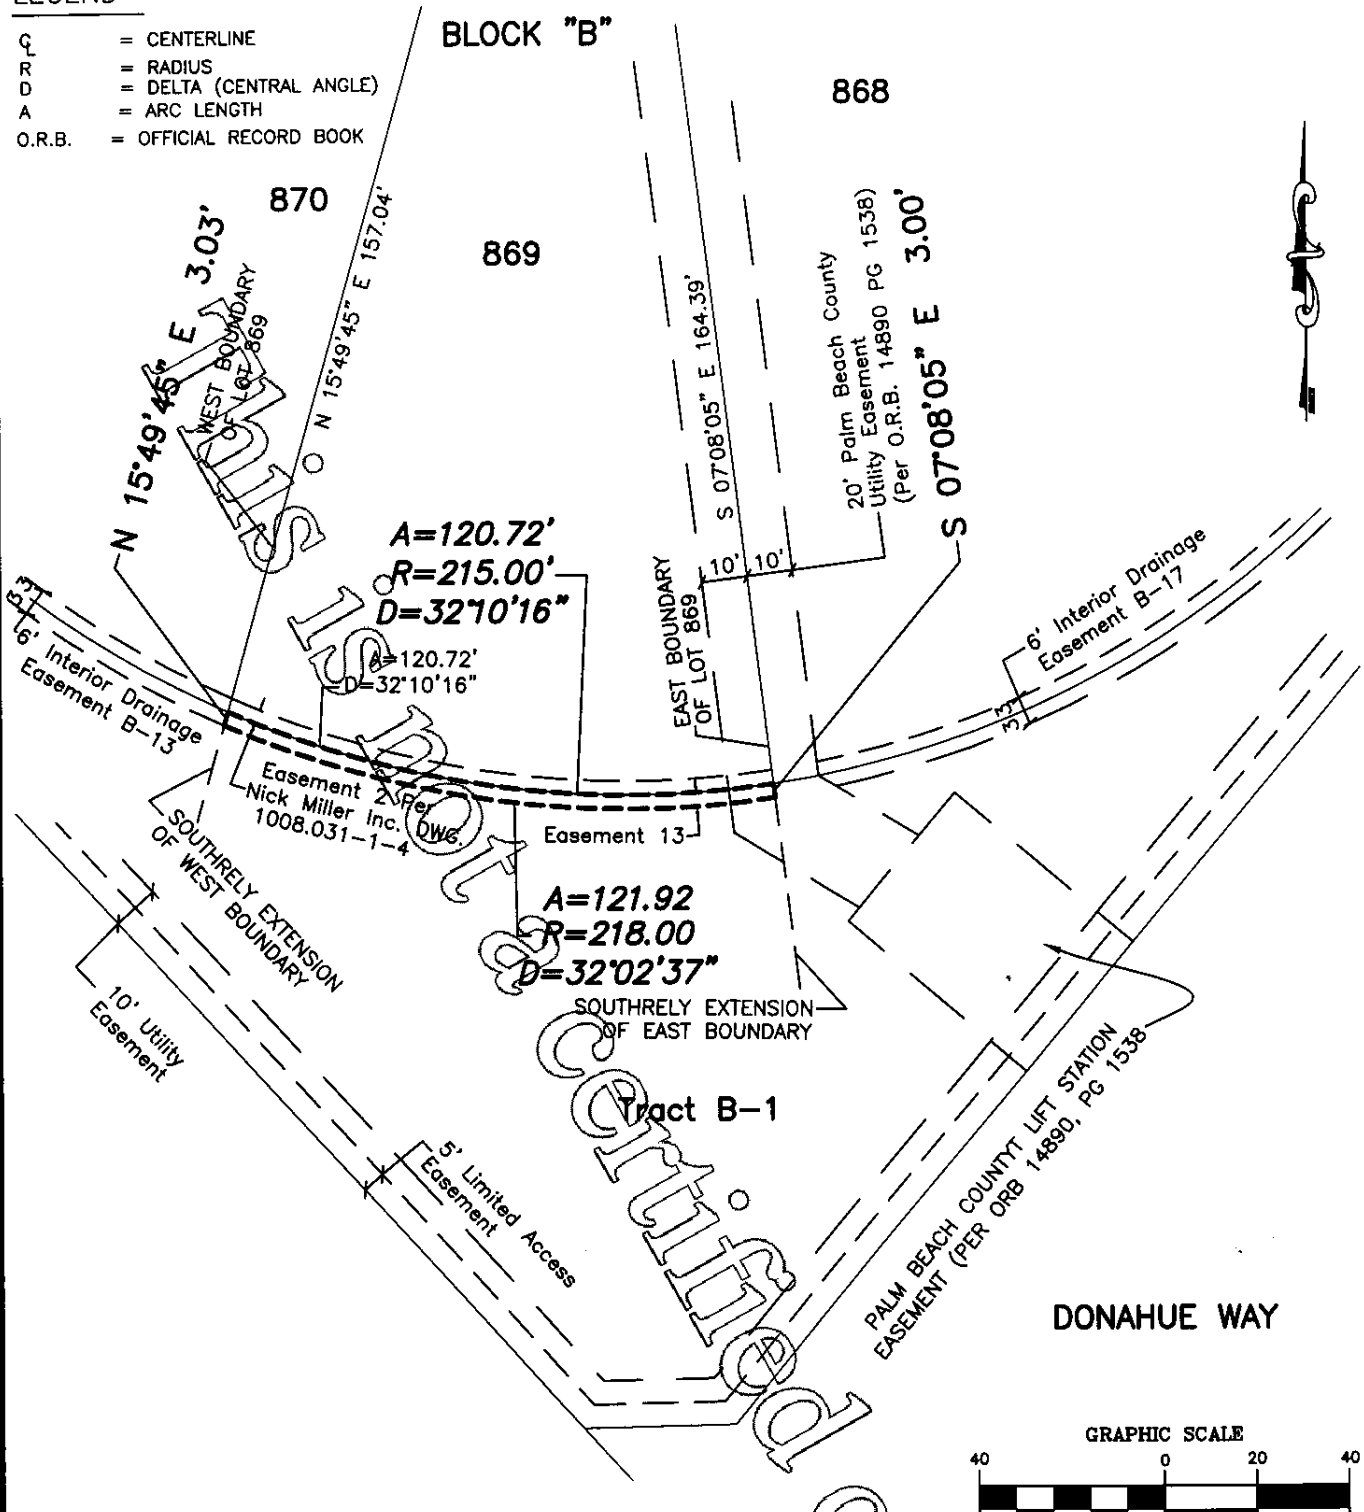 LEGEND
℄ = CENTERLINE
R = RADIUS
D = DELTA (CENTRAL ANGLE)
A = ARC LENGTH
O.R.B. = OFFICIAL RECORD BOOK
BLOCK "B"
868
870
869
N 15°49'45" E 3.03'
WEST BOUNDARY
OF LOT 869
N 15°49'45" E 157.04'
S 07°08'05" E 164.39'
20' Palm Beach County
Utility Easement
(Per O.R.B. 14890 PG 1538)
S 07°08'05" E 3.00'
A=120.72'
R=215.00'
D=32°10'16"
A=120.72'
D=32°10'16"
10' 10'
EAST BOUNDARY
OF LOT 869
3' 3'
6' Interior Drainage
Easement B-13
6' Interior Drainage
Easement B-17
3' 3'
Easement 2 Per
Nick Miller Inc. DWG.
1008.031-1-4
Easement 13
SOUTHRELY EXTENSION
OF WEST BOUNDARY
A=121.92
R=218.00
D=32°02'37"
SOUTHRELY EXTENSION
OF EAST BOUNDARY
10' Utility
Easement
Tract B-1
5' Limited Access
Easement
PALM BEACH COUNTYT LIFT STATION
EASEMENT (PER ORB 14890, PG 1538
DONAHUE WAY
GRAPHIC SCALE
40 0 20 40
This is not a certified